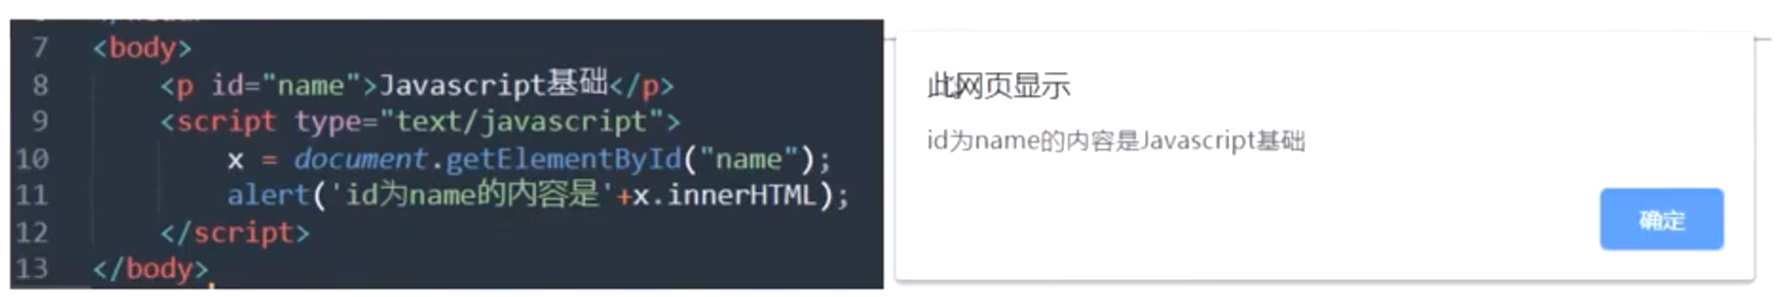 7 <body>
8 <p id="name">Javascript基础</p>
9 <script type="text/javascript">
10 x = document.getElementById("name");
11 alert('id为name的内容是'+x.innerHTML);
12 </script>
13 </body>
此网页显示
id为name的内容是Javascript基础
确定